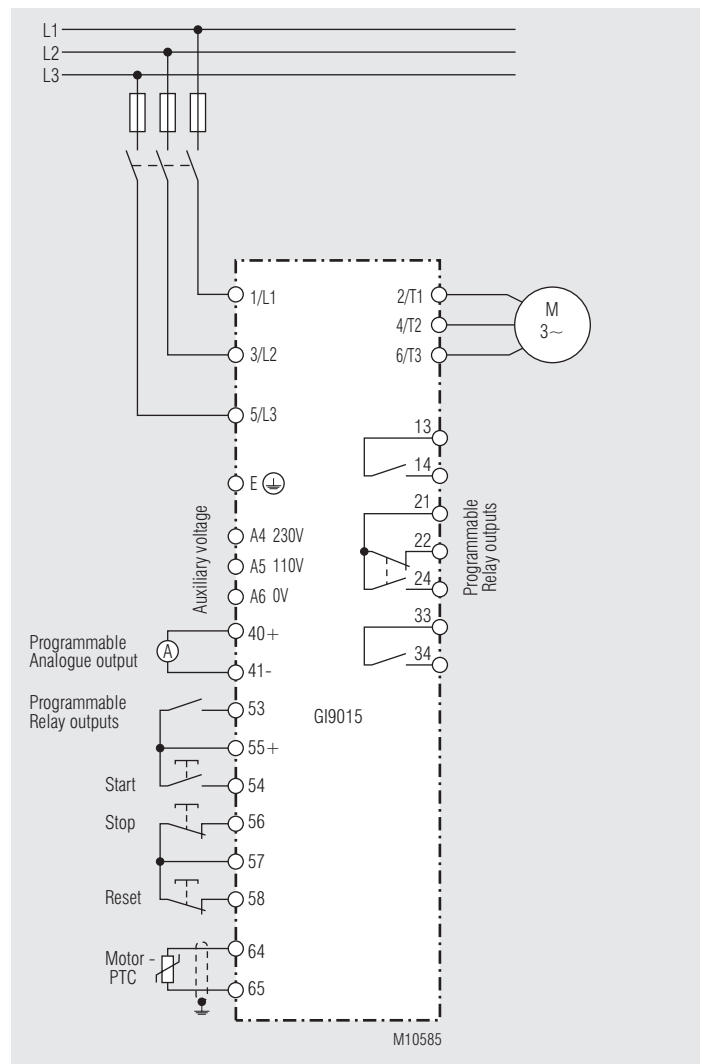 L1
L2
L3
1/L1
2/T1
M
3~
4/T2
3/L2
6/T3
5/L3
13
14
E
21
Auxiliary voltage
A4 230V
22
A5 110V
24
A6 0V
Programmable
Relay outputs
33
40+
Programmable
Analogue output
A
34
41-
Programmable
Relay outputs
53
GI9015
55+
Start
54
Stop
56
57
Reset
58
Motor -
PTC
64
65
M10585